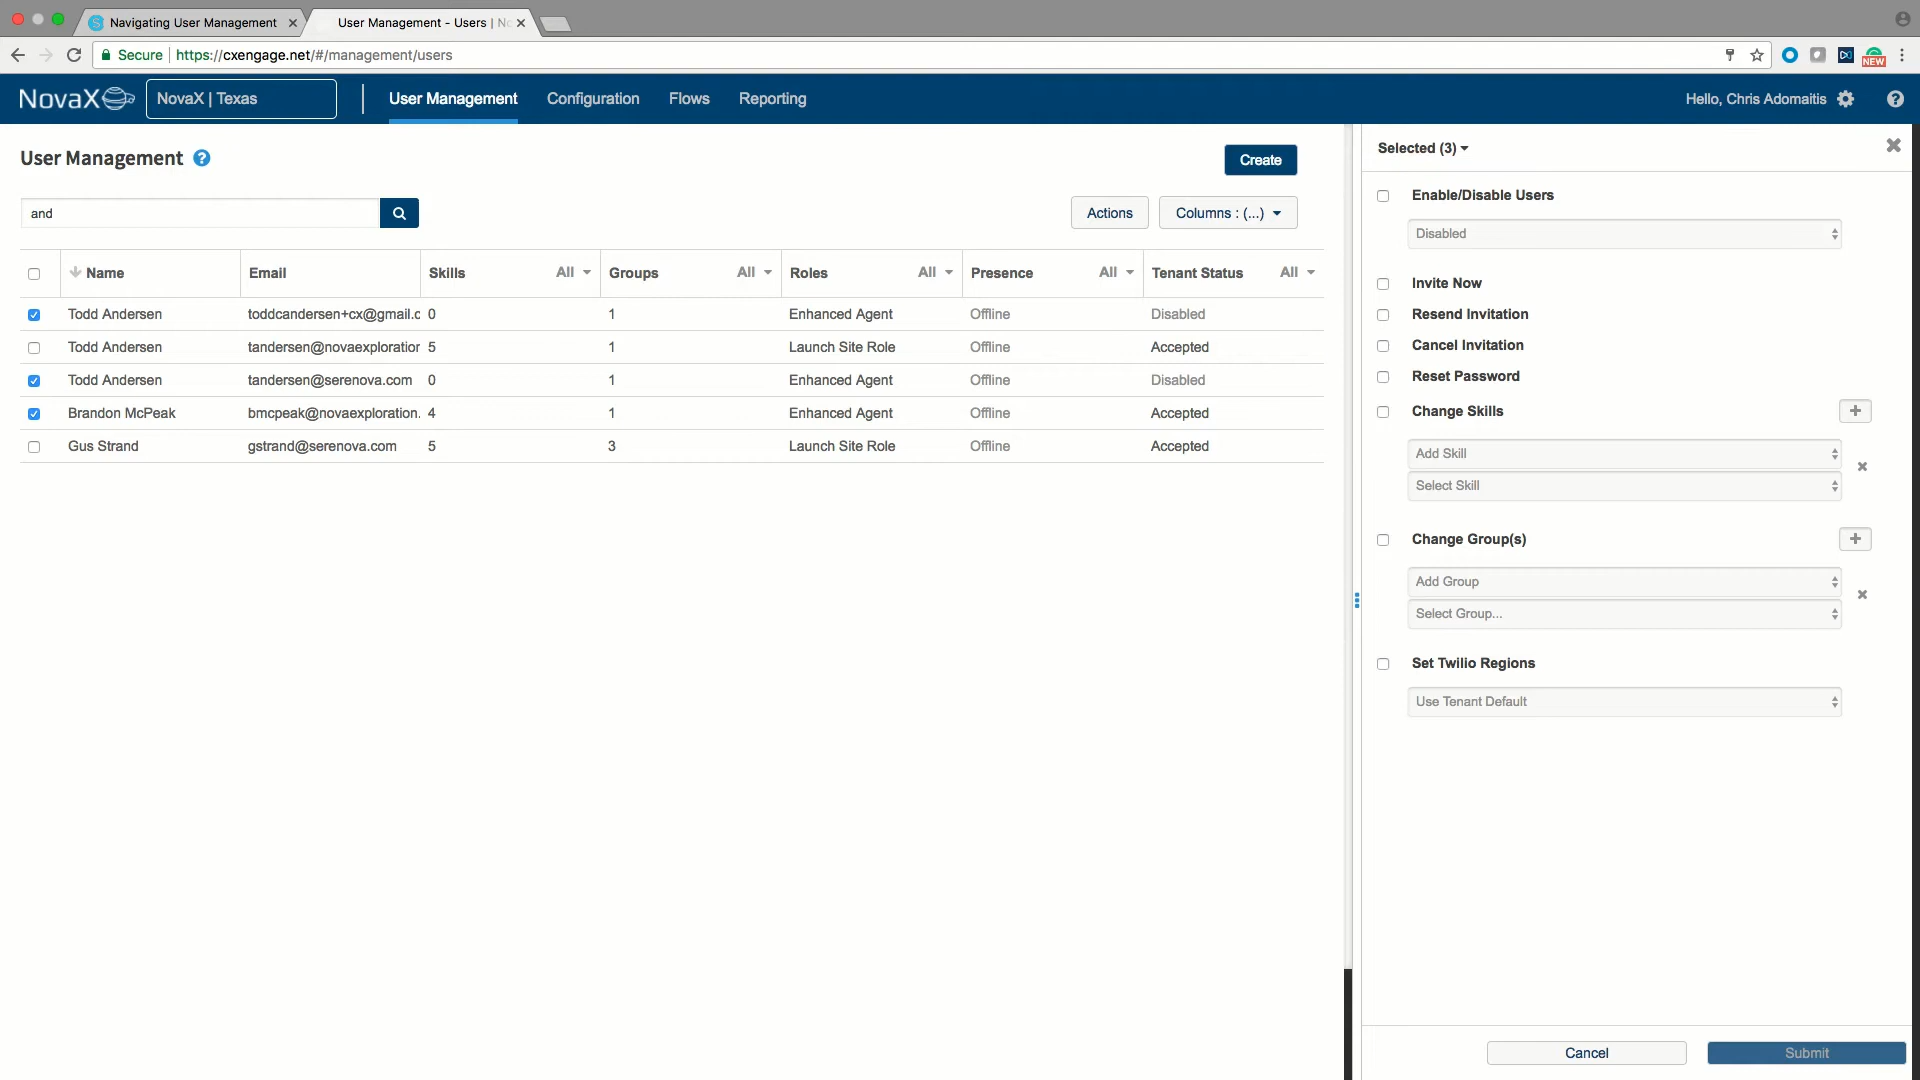 Navigating User Management
User Management - Users | No
Secure
https://cxengage.net/#/management/users
NEW
NovaX
NovaX | Texas
User Management
Configuration
Flows
Reporting
Hello, Chris Adomaitis
User Management
Create
and
Actions
Columns : (...)
Name
Email
Skills All
Groups All
Roles All
Presence All
Tenant Status All
Todd Andersen toddcandersen+cx@gmail.c 0 1 Enhanced Agent Offline Disabled
Todd Andersen tandersen@novaexploration 5 1 Launch Site Role Offline Accepted
Todd Andersen tandersen@serenova.com 0 1 Enhanced Agent Offline Disabled
Brandon McPeak bmcpeak@novaexploration. 4 1 Enhanced Agent Offline Accepted
Gus Strand gstrand@serenova.com 5 3 Launch Site Role Offline Accepted
Selected (3)
Enable/Disable Users
Disabled
Invite Now
Resend Invitation
Cancel Invitation
Reset Password
Change Skills
Add Skill
Select Skill
Change Group(s)
Add Group
Select Group...
Set Twilio Regions
Use Tenant Default
Cancel
Submit